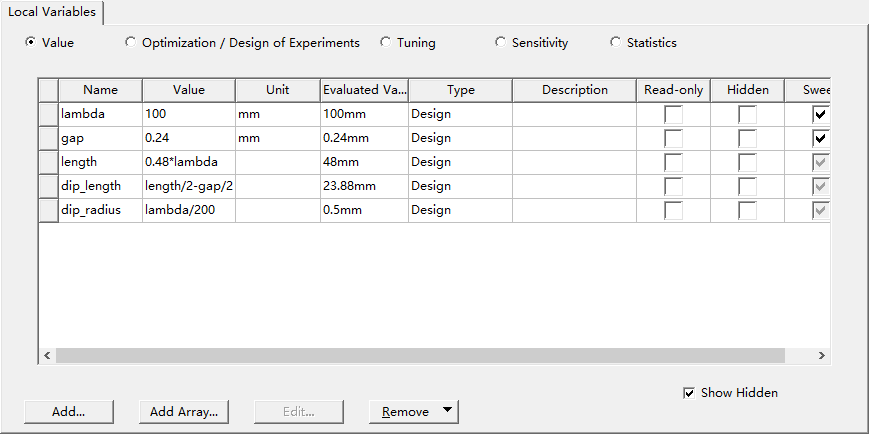 Local Variables
Value Optimization / Design of Experiments Tuning Sensitivity Statistics
Name Value Unit Evaluated Va... Type Description Read-only Hidden Swee
lambda 100 mm 100mm Design
gap 0.24 mm 0.24mm Design
length 0.48*lambda 48mm Design
dip_length length/2-gap/2 23.88mm Design
dip_radius lambda/200 0.5mm Design
Show Hidden
Add... Add Array... Edit... Remove